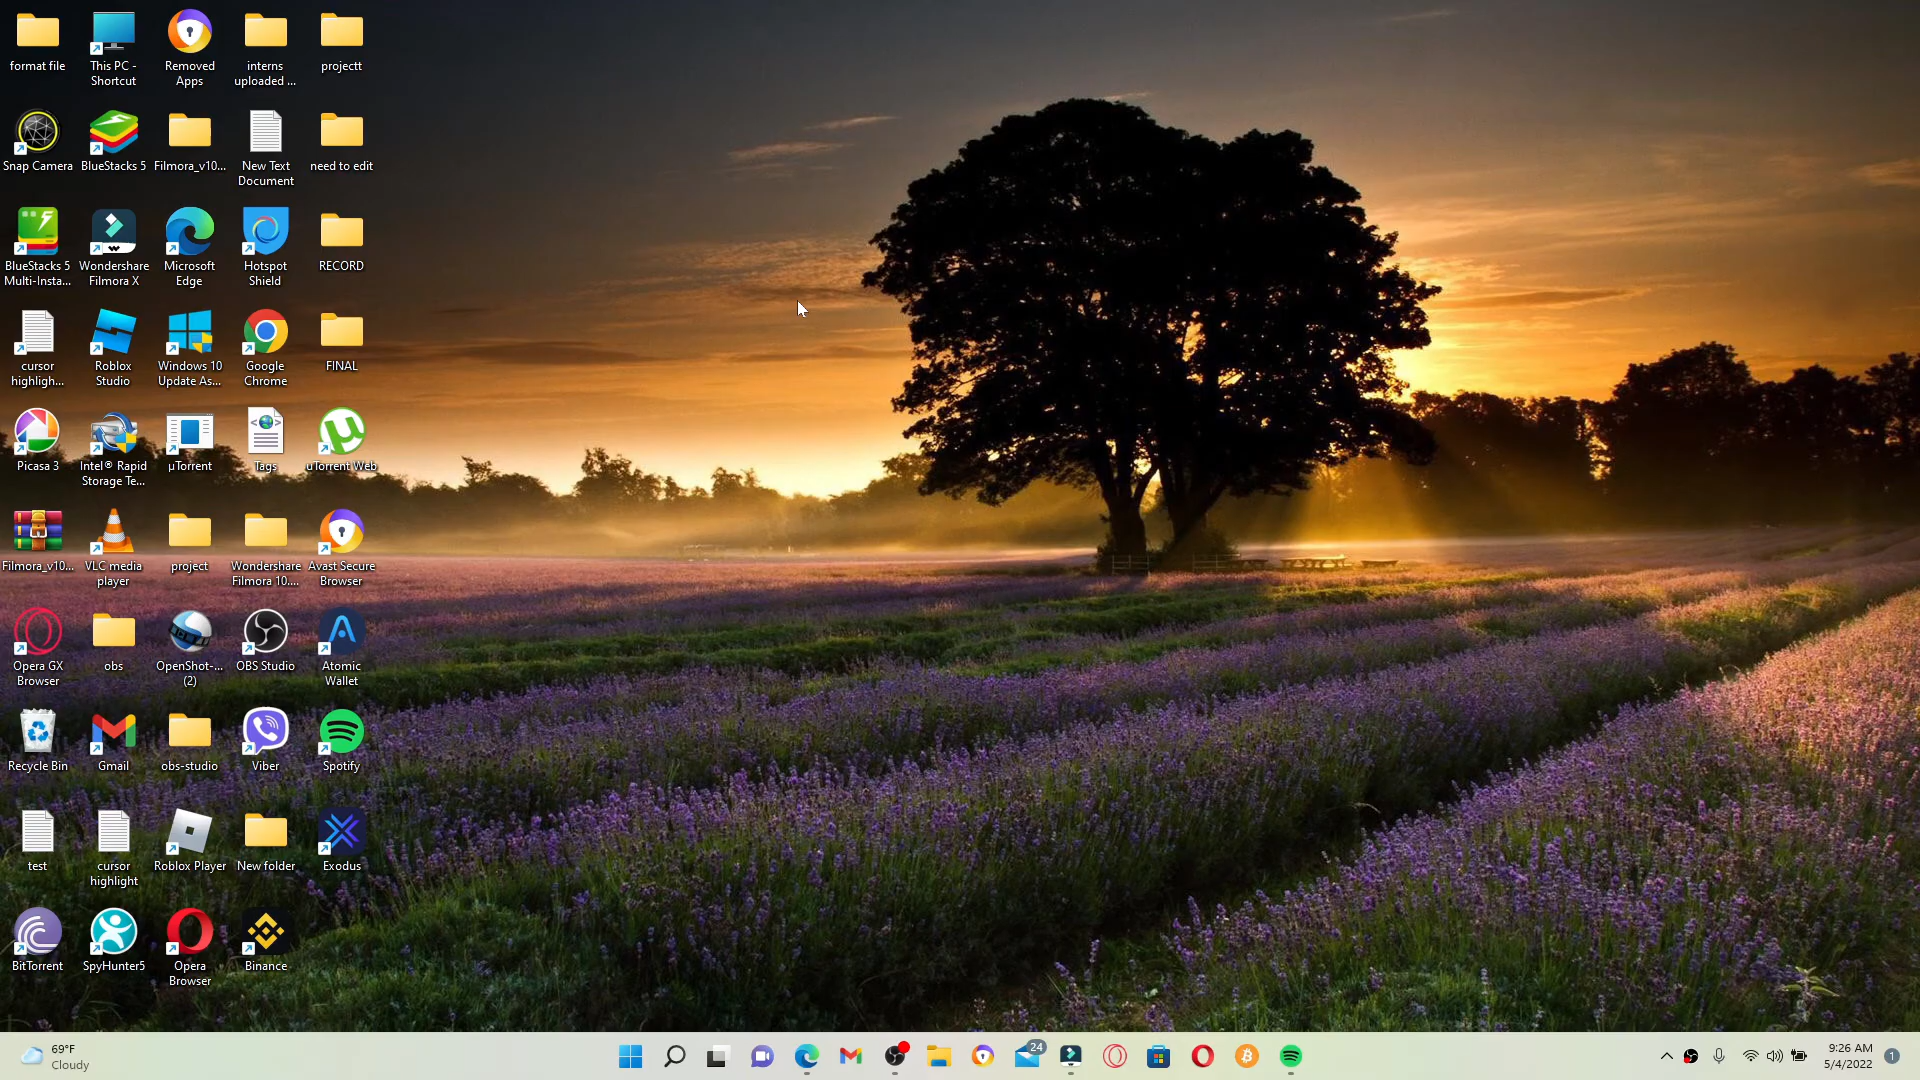 format file
This PC -
Shortcut
Removed
Apps
interns
uploaded ...
projectt
Snap Camera
BlueStacks 5
Filmora_v10...
New Text
Document
need to edit
BlueStacks 5
Multi-Insta...
Wondershare
Filmora X
Microsoft
Edge
Hotspot
Shield
RECORD
cursor
highligh...
Roblox
Studio
Windows 10
Update As...
Google
Chrome
FINAL
Picasa 3
Intel® Rapid
Storage Te...
µTorrent
Tags
uTorrent Web
Filmora_v10...
VLC media
player
project
Wondershare
Filmora 10....
Avast Secure
Browser
Opera GX
Browser
obs
OpenShot-...
(2)
OBS Studio
Atomic
Wallet
Recycle Bin
Gmail
obs-studio
Viber
Spotify
test
cursor
highlight
Roblox Player
New folder
Exodus
BitTorrent
SpyHunter5
Opera
Browser
Binance
69°F
Cloudy
24
9:26 AM
5/4/2022
1